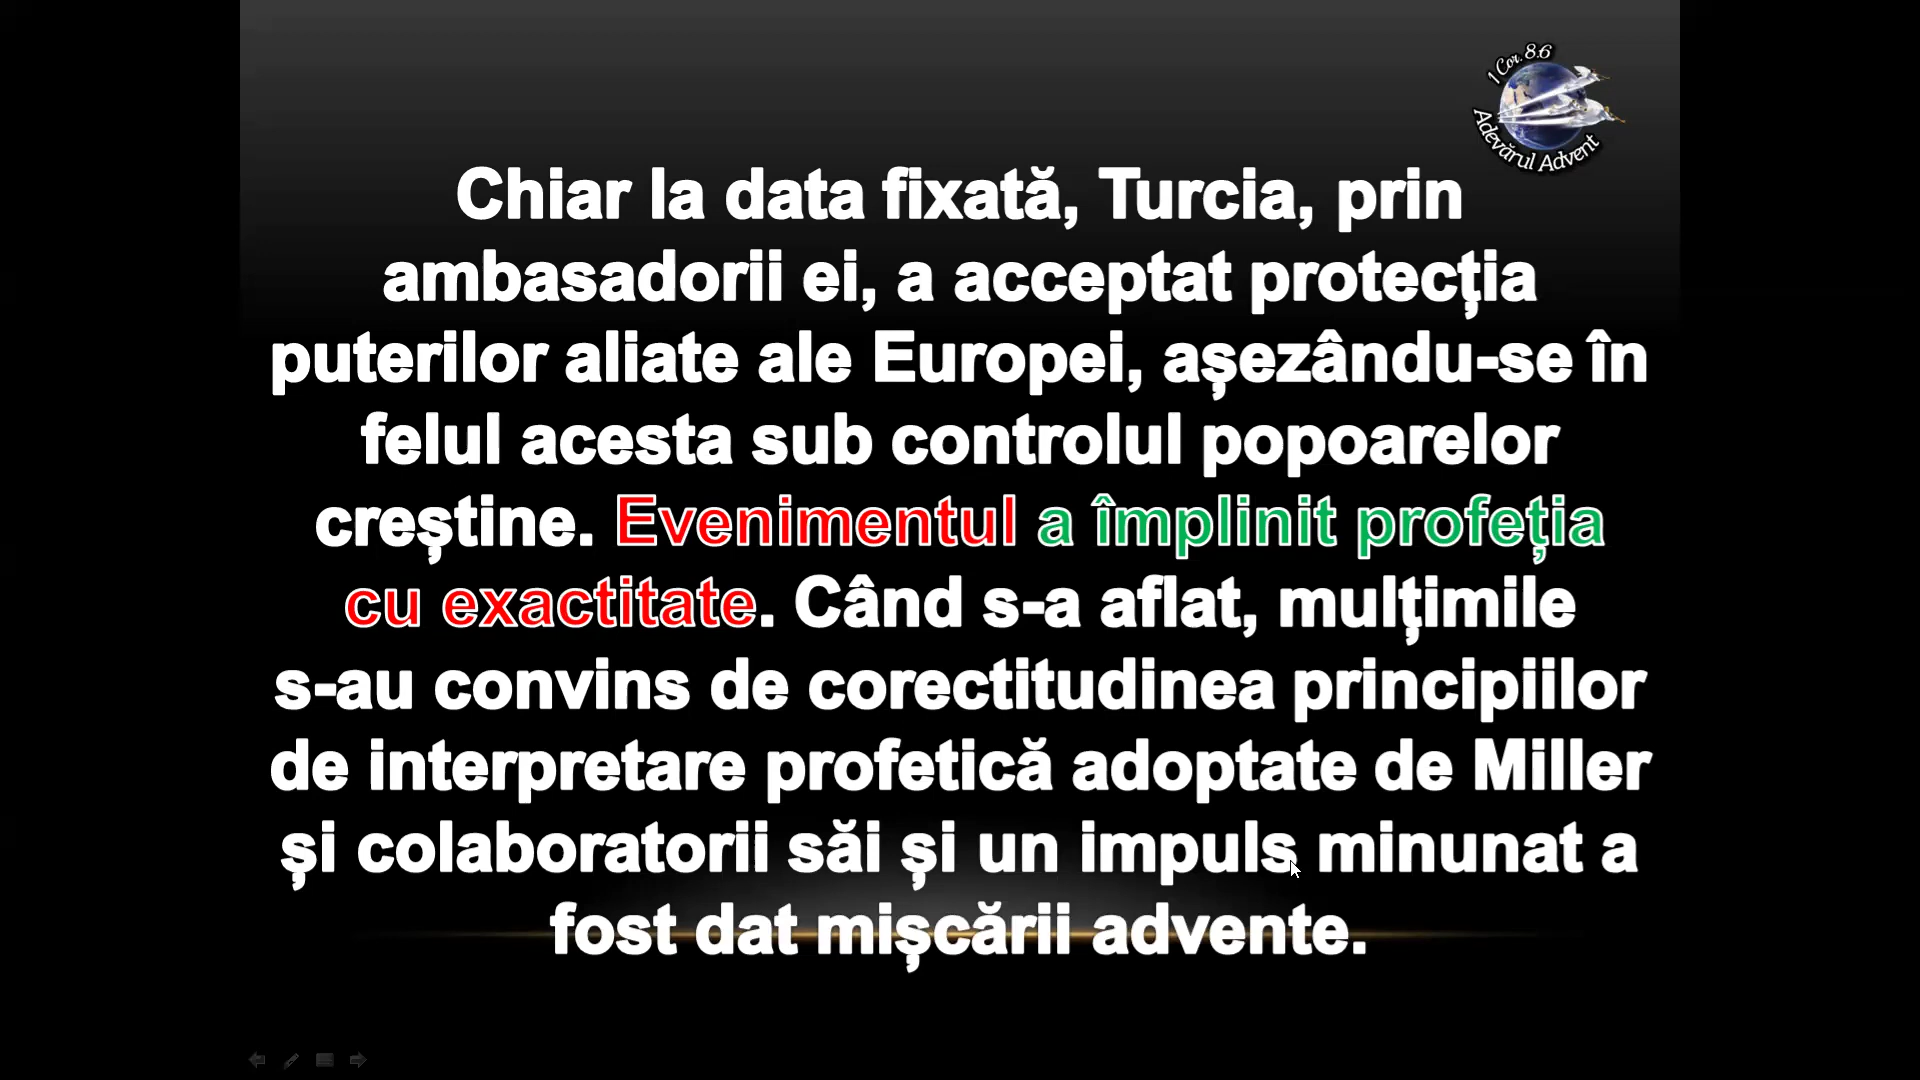 1 Cor. 8:6
Adevărul Advent
Chiar la data fixată, Turcia, prin
ambasadorii ei, a acceptat protecția
puterilor aliate ale Europei, așezându-se în
felul acesta sub controlul popoarelor
creștine. Evenimentul a împlinit profeția
cu exactitate. Când s-a aflat, mulțimile
s-au convins de corectitudinea principiilor
de interpretare profetică adoptate de Miller
și colaboratorii săi și un impuls minunat a
fost dat mișcării advente.